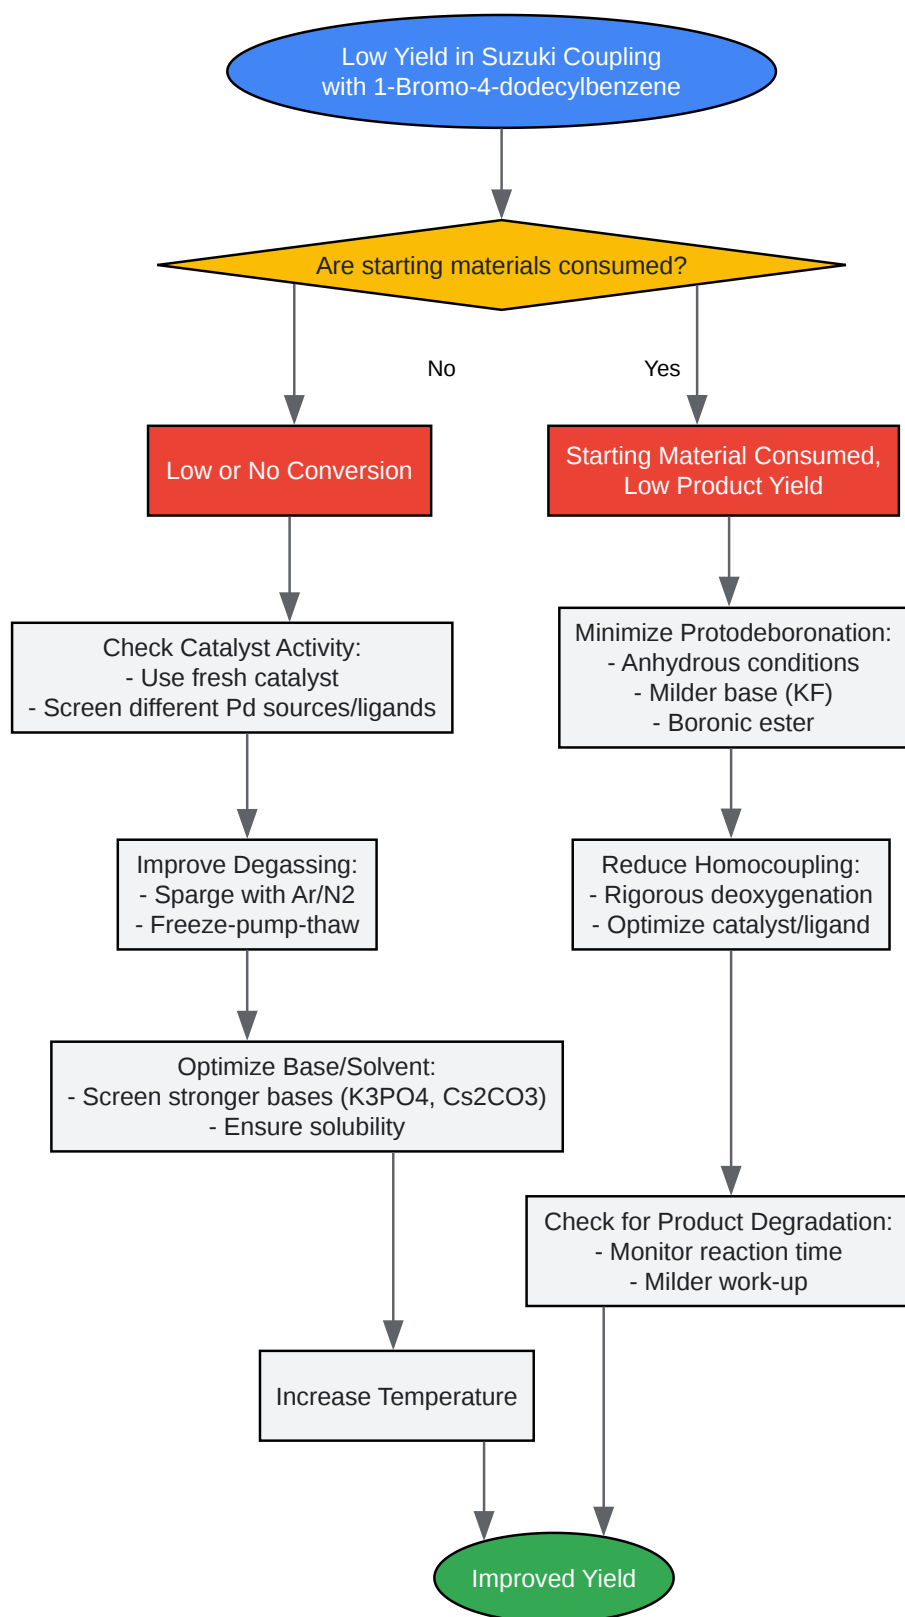 Low Yield in Suzuki Coupling
with 1-Bromo-4-dodecylbenzene
Are starting materials consumed?
No
Yes
Low or No Conversion
Starting Material Consumed,
Low Product Yield
Check Catalyst Activity:
- Use fresh catalyst
- Screen different Pd sources/ligands
Minimize Protodeboronation:
- Anhydrous conditions
- Milder base (KF)
- Boronic ester
Improve Degassing:
- Sparge with Ar/N2
- Freeze-pump-thaw
Reduce Homocoupling:
- Rigorous deoxygenation
- Optimize catalyst/ligand
Optimize Base/Solvent:
- Screen stronger bases (K3PO4, Cs2CO3)
- Ensure solubility
Check for Product Degradation:
- Monitor reaction time
- Milder work-up
Increase Temperature
Improved Yield